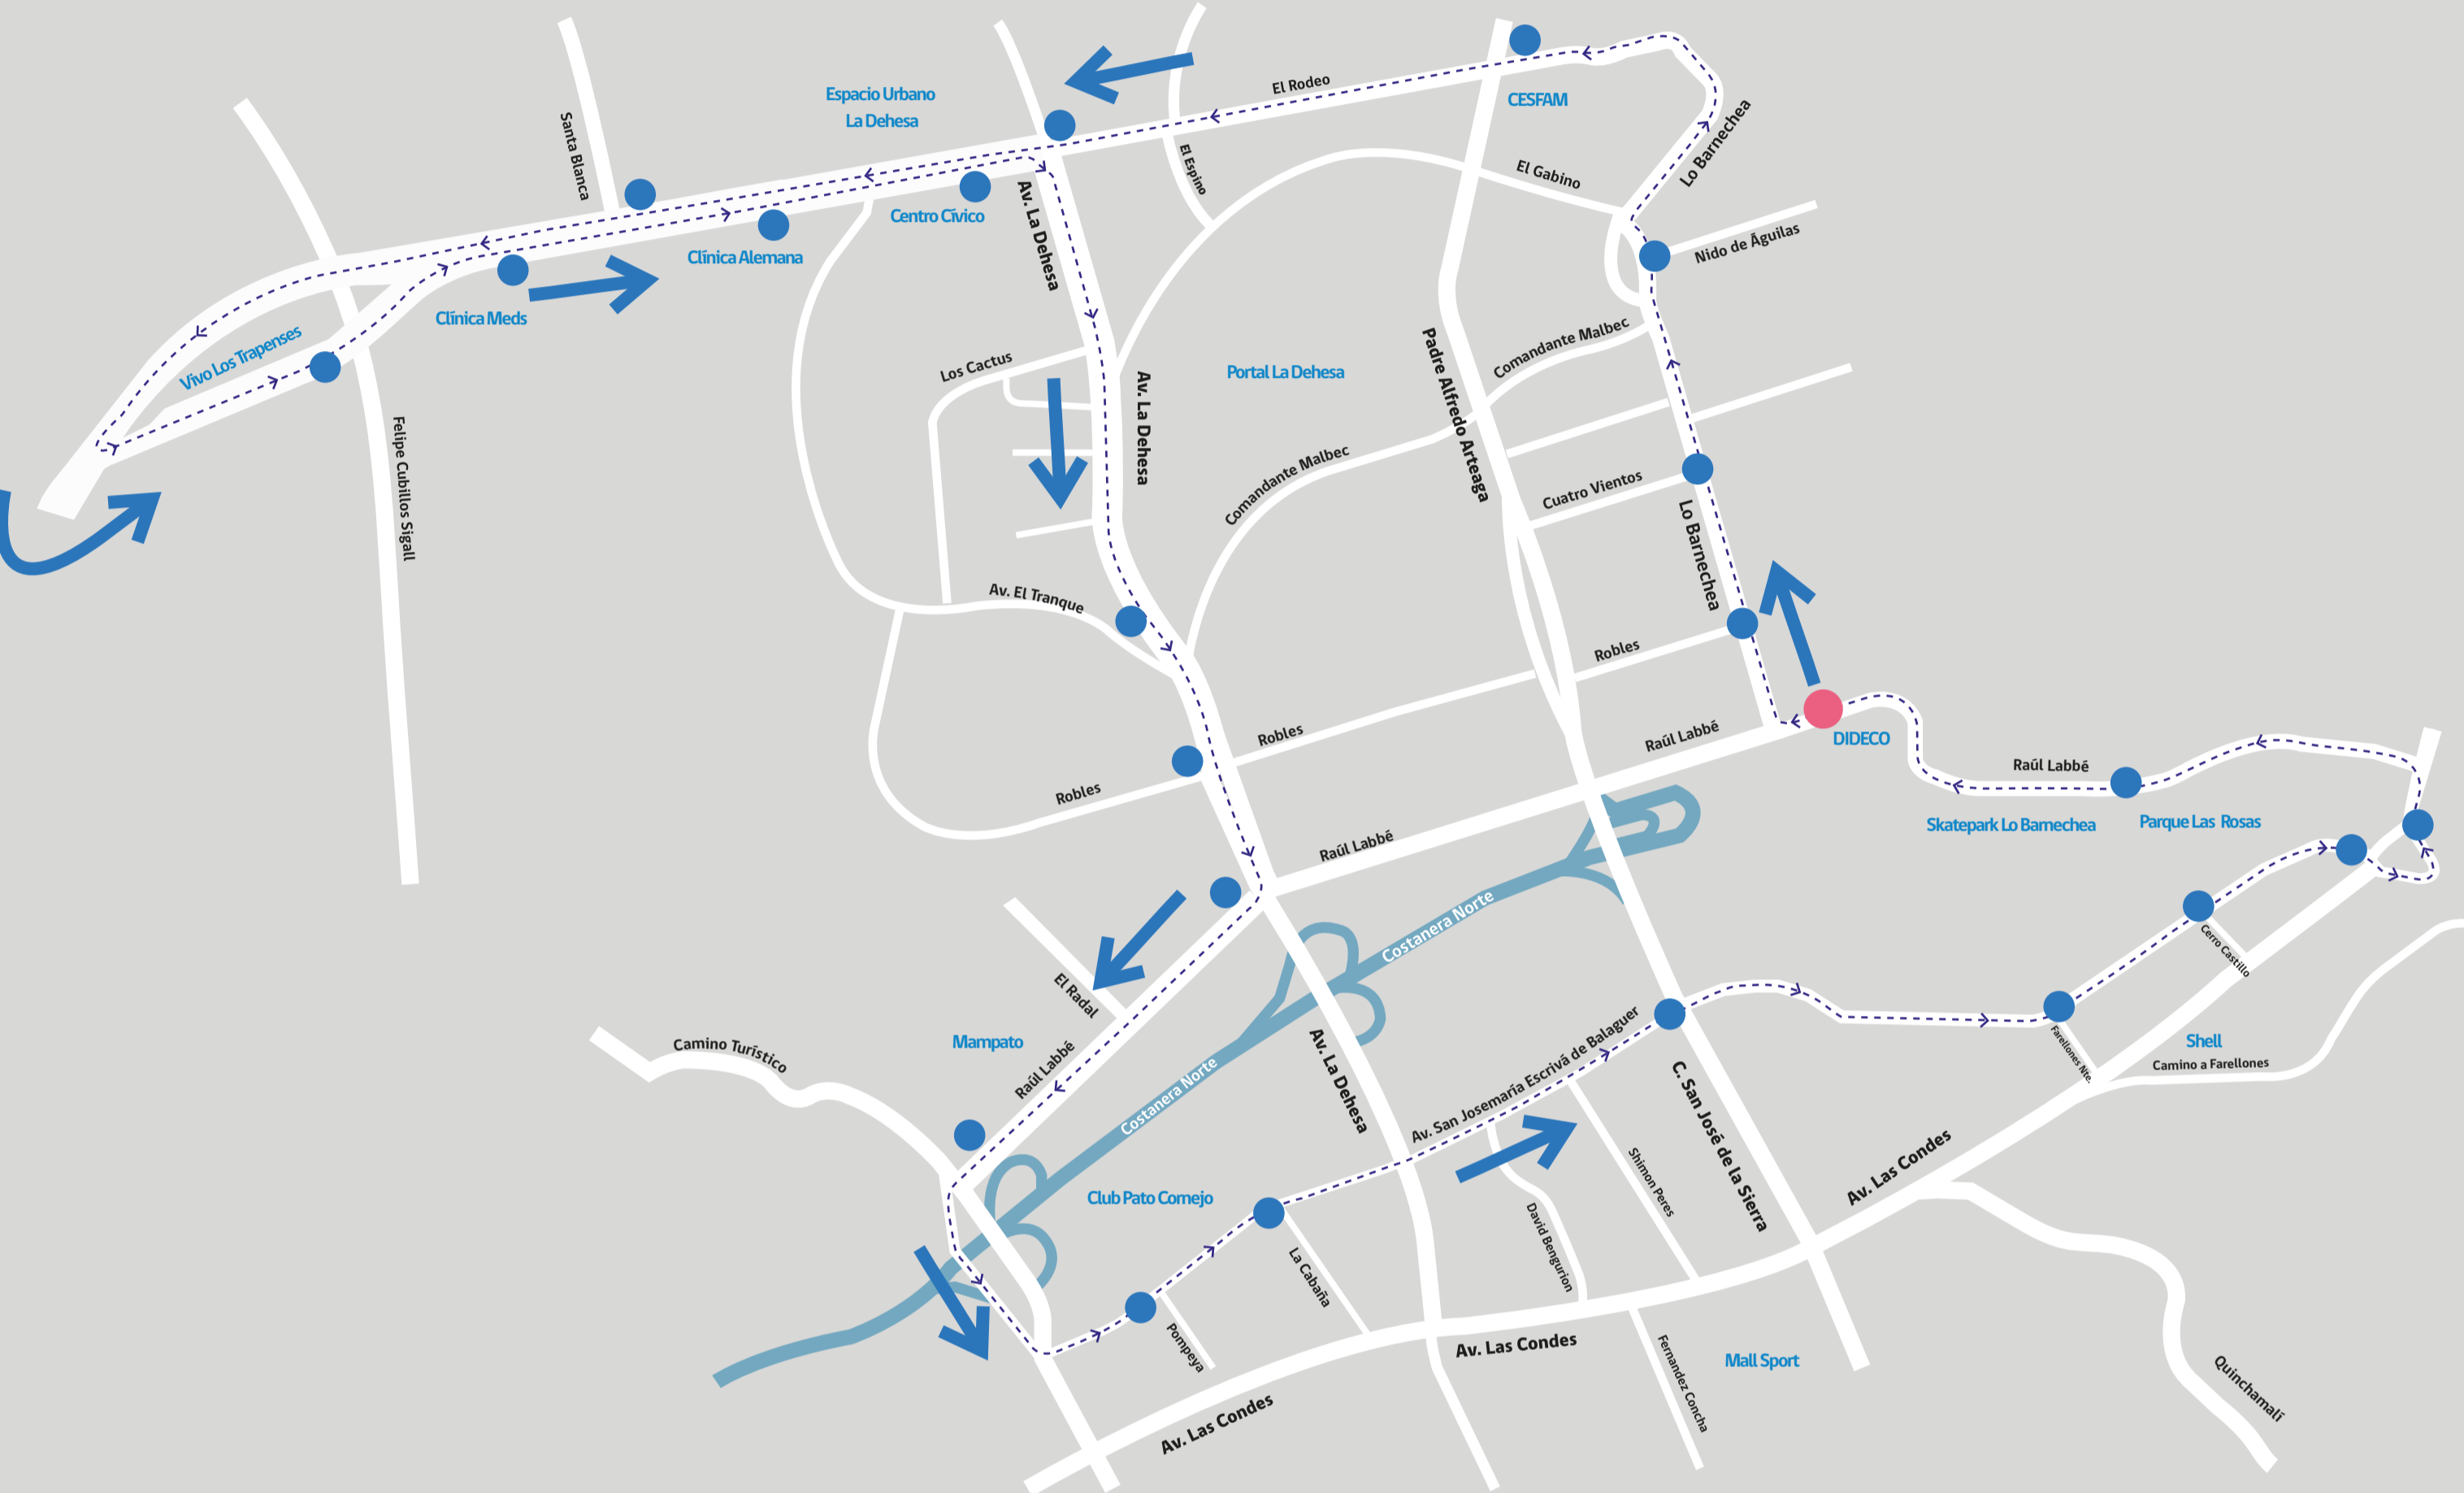 El Rodeo
CESFAM
Espacio Urbano
La Dehesa
Santa Blanca
Lo Barnechea
El Espino
El Gabino
Centro Cívico
Av. La Dehesa
Clínica Alemana
Nido de Águilas
Clínica Meds
Vivo Los Trapenses
Comandante Malbec
Los Cactus
Portal La Dehesa
Padre Alfredo Arteaga
Av. La Dehesa
Felipe Cubillos Sigall
Comandante Malbec
Cuatro Vientos
Lo Barnechea
Av. El Tranque
Robles
Robles
Raúl Labbé
DIDECO
Raúl Labbé
Robles
Skatepark Lo Barnechea
Parque Las Rosas
Raúl Labbé
Costanera Norte
Cerro Castillo
El Radal
Mampato
Camino Turístico
Raúl Labbé
Costanera Norte
Av. La Dehesa
Av. San Josemaría Escrivá de Balaguer
Farellones Nte.
Shell
Camino a Farellones
C. San José de la Sierra
Shimon Peres
Av. Las Condes
Club Pato Cornejo
David Bengurion
La Cabaña
Pompeya
Av. Las Condes
Fernandez Concha
Mall Sport
Quinchamalí
Av. Las Condes